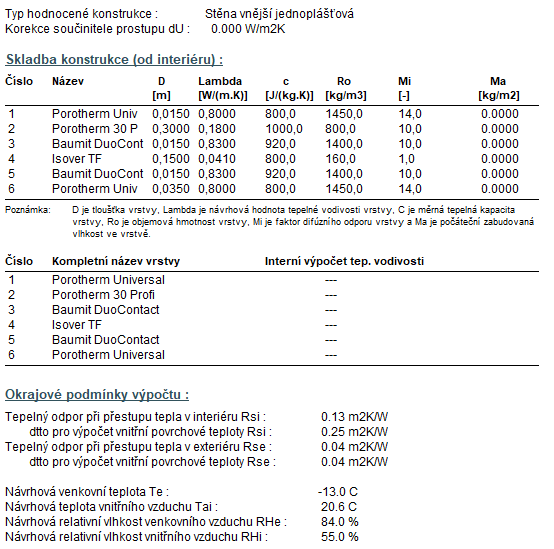 Typ hodnocené konstrukce : Stěna vnější jednoplášťová
Korekce součinitele prostupu dU : 0.000 W/m2K
Skladba konstrukce (od interiéru) :
Číslo Název D Lambda c Ro Mi Ma
[m] [W/(m.K)] [J/(kg.K)] [kg/m3] [-] [kg/m2]
1 Porotherm Univ 0,0150 0,8000 800,0 1450,0 14,0 0.0000
2 Porotherm 30 P 0,3000 0,1800 1000,0 800,0 10,0 0.0000
3 Baumit DuoCont 0,0150 0,8300 920,0 1400,0 10,0 0.0000
4 Isover TF 0,1500 0,0410 800,0 160,0 1,0 0.0000
5 Baumit DuoCont 0,0150 0,8300 920,0 1400,0 10,0 0.0000
6 Porotherm Univ 0,0350 0,8000 800,0 1450,0 14,0 0.0000
Poznámka: D je tloušťka vrstvy, Lambda je návrhová hodnota tepelné vodivosti vrstvy, C je měrná tepelná kapacita
vrstvy, Ro je objemová hmotnost vrstvy, Mi je faktor difúzního odporu vrstvy a Ma je počáteční zabudovaná
vlhkost ve vrstvě.
Číslo Kompletní název vrstvy Interní výpočet tep. vodivosti
1 Porotherm Universal ---
2 Porotherm 30 Profi ---
3 Baumit DuoContact ---
4 Isover TF ---
5 Baumit DuoContact ---
6 Porotherm Universal ---
Okrajové podmínky výpočtu :
Tepelný odpor při přestupu tepla v interiéru Rsi : 0.13 m2K/W
dtto pro výpočet vnitřní povrchové teploty Rsi : 0.25 m2K/W
Tepelný odpor při přestupu tepla v exteriéru Rse : 0.04 m2K/W
dtto pro výpočet vnitřní povrchové teploty Rse : 0.04 m2K/W
Návrhová venkovní teplota Te : -13.0 C
Návrhová teplota vnitřního vzduchu Tai : 20.6 C
Návrhová relativní vlhkost venkovního vzduchu RHe : 84.0 %
Návrhová relativní vlhkost vnitřního vzduchu RHi : 55.0 %